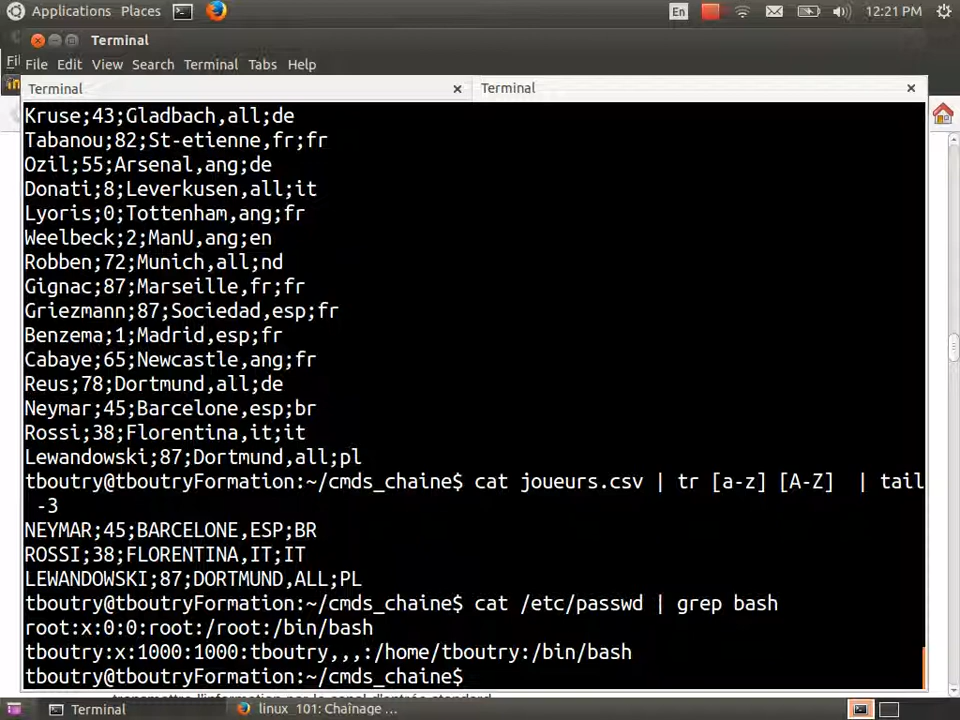 Applications Places En 12:21 PM
Terminal
File Edit View Search Terminal Tabs Help
Terminal × Terminal ×
Kruse;43;Gladbach,all;de
Tabanou;82;St-etienne,fr;fr
Ozil;55;Arsenal,ang;de
Donati;8;Leverkusen,all;it
Lyoris;0;Tottenham,ang;fr
Weelbeck;2;ManU,ang;en
Robben;72;Munich,all;nd
Gignac;87;Marseille,fr;fr
Griezmann;87;Sociedad,esp;fr
Benzema;1;Madrid,esp;fr
Cabaye;65;Newcastle,ang;fr
Reus;78;Dortmund,all;de
Neymar;45;Barcelone,esp;br
Rossi;38;Florentina,it;it
Lewandowski;87;Dortmund,all;pl
tboutry@tboutryFormation:~/cmds_chaine$ cat joueurs.csv | tr [a-z] [A-Z]  | tail
-3
NEYMAR;45;BARCELONE,ESP;BR
ROSSI;38;FLORENTINA,IT;IT
LEWANDOWSKI;87;DORTMUND,ALL;PL
tboutry@tboutryFormation:~/cmds_chaine$ cat /etc/passwd | grep bash
root:x:0:0:root:/root:/bin/bash
tboutry:x:1000:1000:tboutry,,,:/home/tboutry:/bin/bash
tboutry@tboutryFormation:~/cmds_chaine$
Terminal linux_101: Chaînage ...